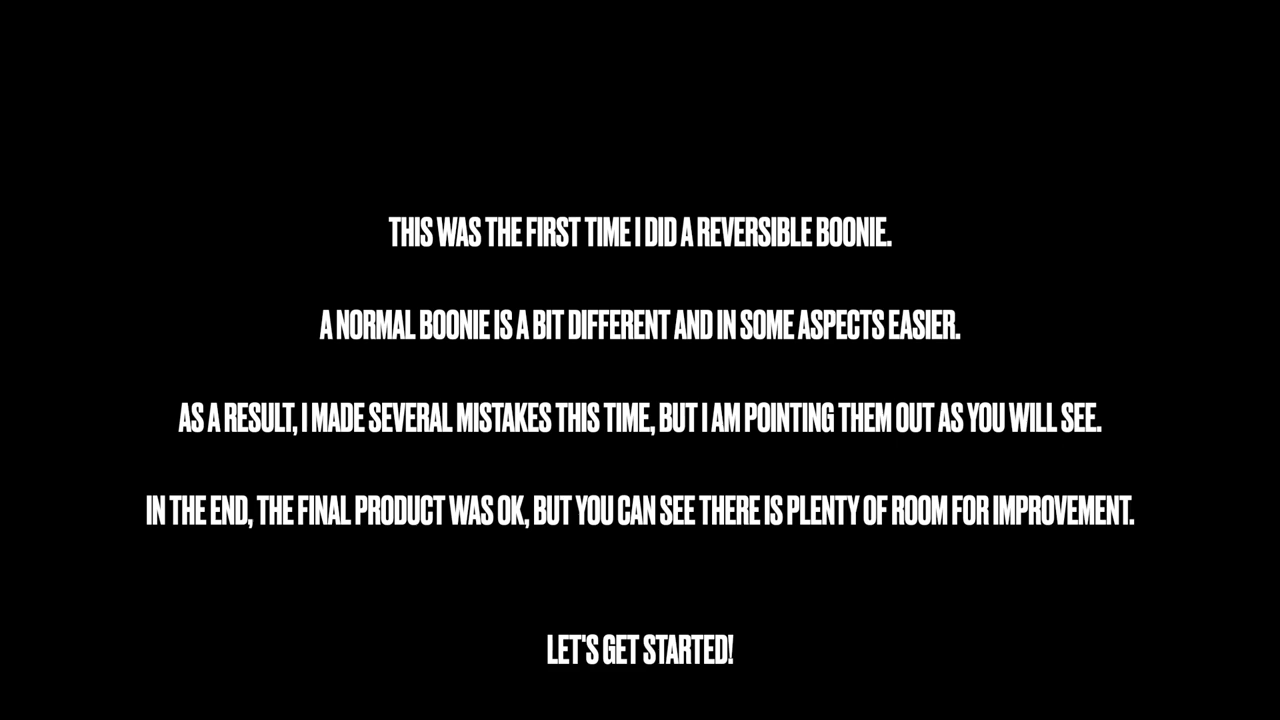 THIS WAS THE FIRST TIME I DID A REVERSIBLE BOONIE.
A NORMAL BOONIE IS A BIT DIFFERENT AND IN SOME ASPECTS EASIER.
AS A RESULT, I MADE SEVERAL MISTAKES THIS TIME, BUT I AM POINTING THEM OUT AS YOU WILL SEE.
IN THE END, THE FINAL PRODUCT WAS OK, BUT YOU CAN SEE THERE IS PLENTY OF ROOM FOR IMPROVEMENT.
LET'S GET STARTED!